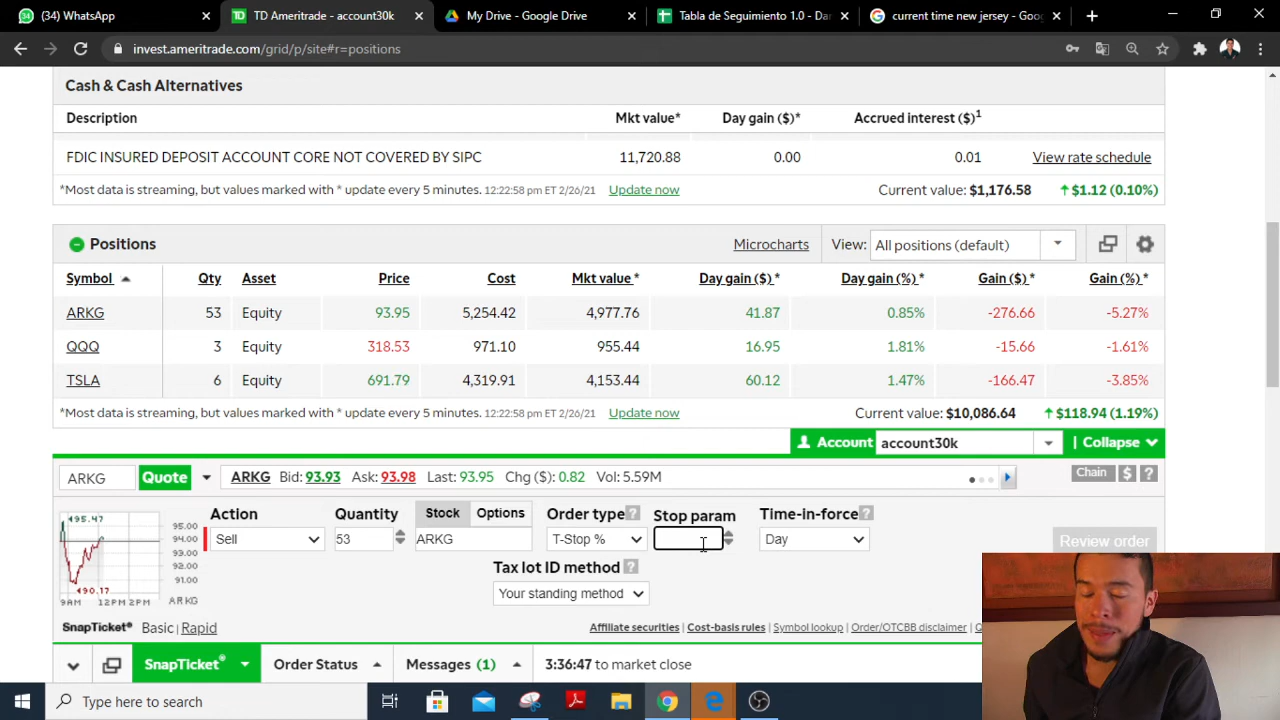 (34) WhatsApp
TD Ameritrade - account30k
My Drive - Google Drive
Tabla de Seguimiento 1.0 - Da
current time new jersey - Goo
invest.ameritrade.com/grid/p/site#r=positions
Cash & Cash Alternatives
Description Mkt value* Day gain ($)* Accrued interest ($)1
FDIC INSURED DEPOSIT ACCOUNT CORE NOT COVERED BY SIPC 11,720.88 0.00 0.01 View rate schedule
*Most data is streaming, but values marked with * update every 5 minutes. 12:22:58 pm ET 2/26/21 Update now Current value: $1,176.58 $1.12 (0.10%)
Positions Microcharts View: All positions (default)
Symbol Qty Asset Price Cost Mkt value* Day gain ($)* Day gain (%)* Gain ($)* Gain (%)*
ARKG 53 Equity 93.95 5,254.42 4,977.76 41.87 0.85% -276.66 -5.27%
QQQ 3 Equity 318.53 971.10 955.44 16.95 1.81% -15.66 -1.61%
TSLA 6 Equity 691.79 4,319.91 4,153.44 60.12 1.47% -166.47 -3.85%
*Most data is streaming, but values marked with * update every 5 minutes. 12:22:58 pm ET 2/26/21 Update now Current value: $10,086.64 $118.94 (1.19%)
Account account30k | Collapse
ARKG Quote ARKG Bid: 93.93 Ask: 93.98 Last: 93.95 Chg ($): 0.82 Vol: 5.59M Chain $ ?
Action Quantity Stock Options Order type ? Stop param Time-in-force ?
Sell 53 ARKG T-Stop % Day Review order
Tax lot ID method ?
Your standing method
95.47
90.17
95.00
94.00
93.00
92.00
91.00
9AM 12PM 2PM ARKG
SnapTicket® Basic | Rapid Affiliate securities | Cost-basis rules | Symbol lookup | Order/OTCBB disclaimer |
SnapTicket® Order Status Messages (1) 3:36:47 to market close
Type here to search